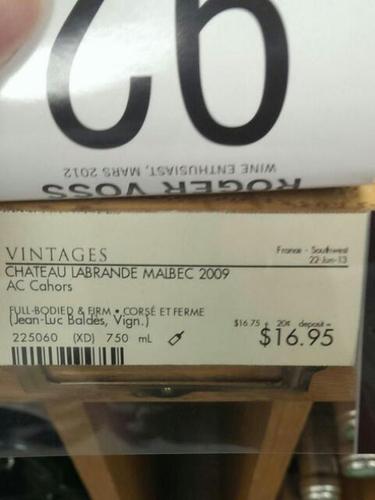 92
WINE ENTHUSIAST, MARS 2012
ROGER VOSS
VINTAGES
France - Southwest
22-Jun-13
CHATEAU LABRANDE MALBEC 2009
AC Cahors
FULL-BODIED & FIRM • CORSÉ ET FERME
(Jean-Luc Baldès, Vign.)
$16.75 + 20¢ deposit =
225060 (XD) 750 mL
$16.95